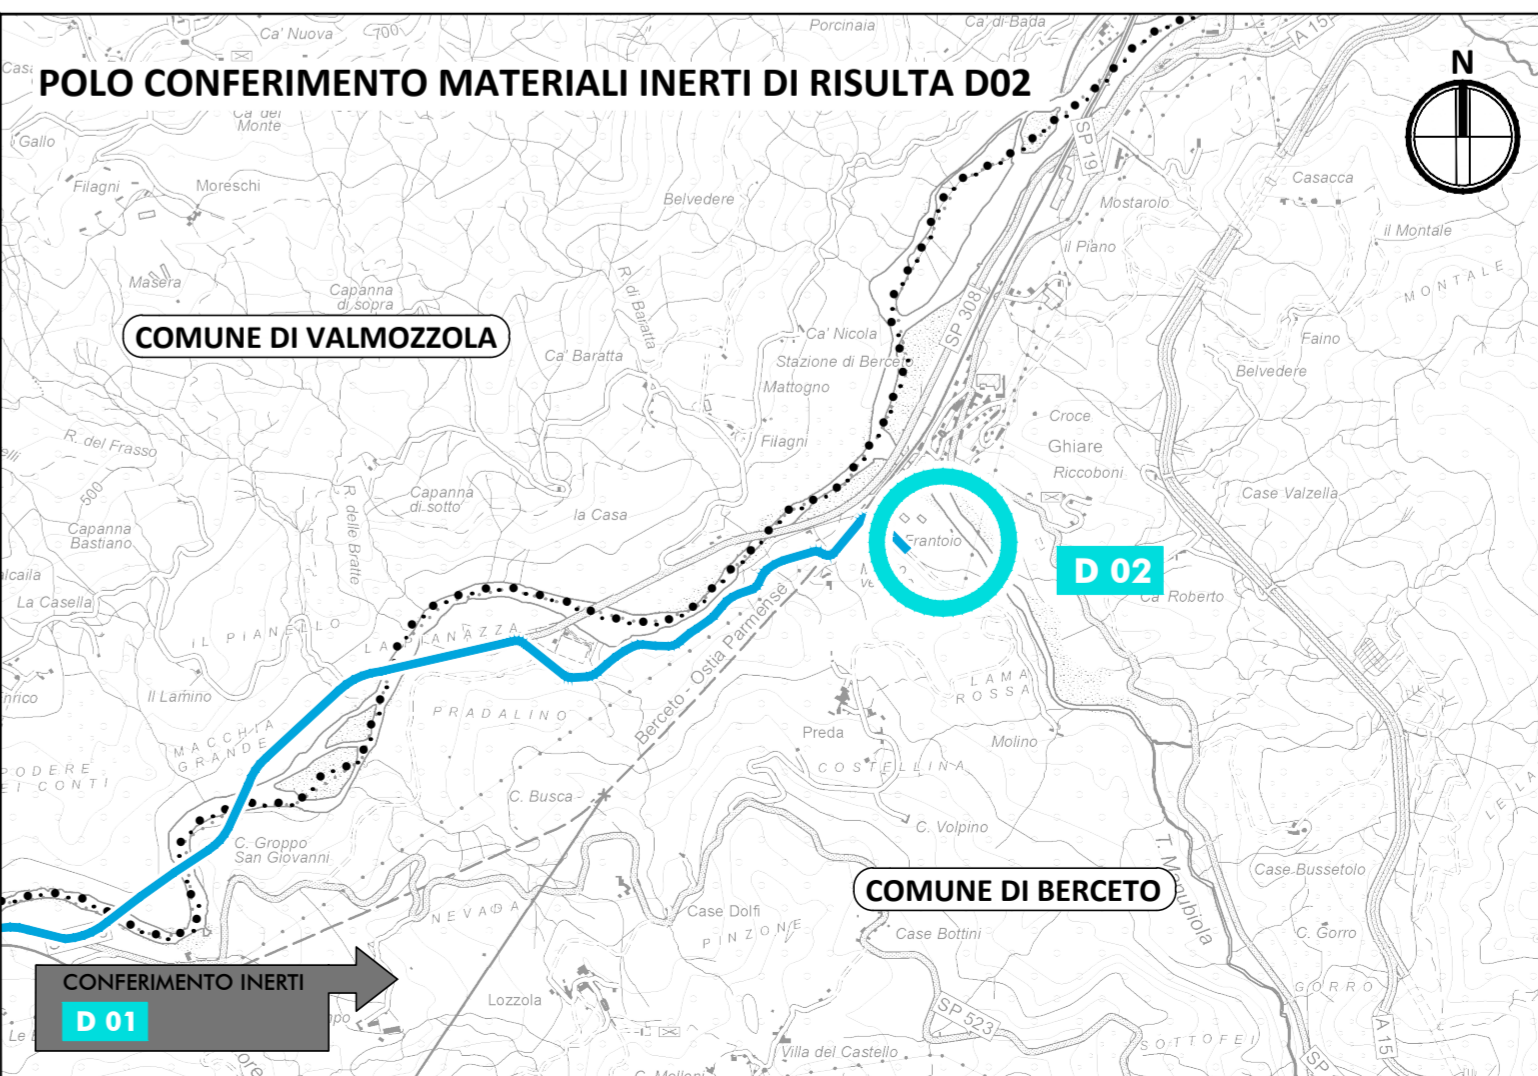 Ca' Nuova
700
Porcinaia
Ca' di Bada
A 15
POLO CONFERIMENTO MATERIALI INERTI DI RISULTA D02
N
Ca' del
Monte
Gallo
SP 19
Filagni
Moreschi
Belvedere
Casacca
Mostarolo
il Piano
il Montale
Masera
Capanna
di sopra
R. di Baratta
MONTALE
COMUNE DI VALMOZZOLA
Ca' Nicola
SP 308
Faino
Ca' Baratta
Stazione di Berceto
Belvedere
Mattogno
Croce
R. del Frasso
Filagni
Ghiare
Riccoboni
500
Capanna
di sotto
R. delle Bratte
Case Valzella
la Casa
Capanna
Bastiano
Frantoio
D 02
La Casella
Ca' Roberto
IL PIANELLO
LA PIANAZZA
Berceto - Ostia Parmense
Il Lamino
LAMA
ROSSA
PRADALINO
MACCHIA
GRANDE
Preda
Molino
PODERE
EI CONTI
COSTELLINA
C. Busca
C. Volpino
C. Groppo
San Giovanni
T. Manubiola
Case Bussetolo
COMUNE DI BERCETO
NEVADA
Case Dolfi
PINZONE
Case Bottini
C. Gorro
CONFERIMENTO INERTI
D 01
Lozzola
GORRO
SP 523
A 15
SOTTOFEI
Villa del Castello
SP